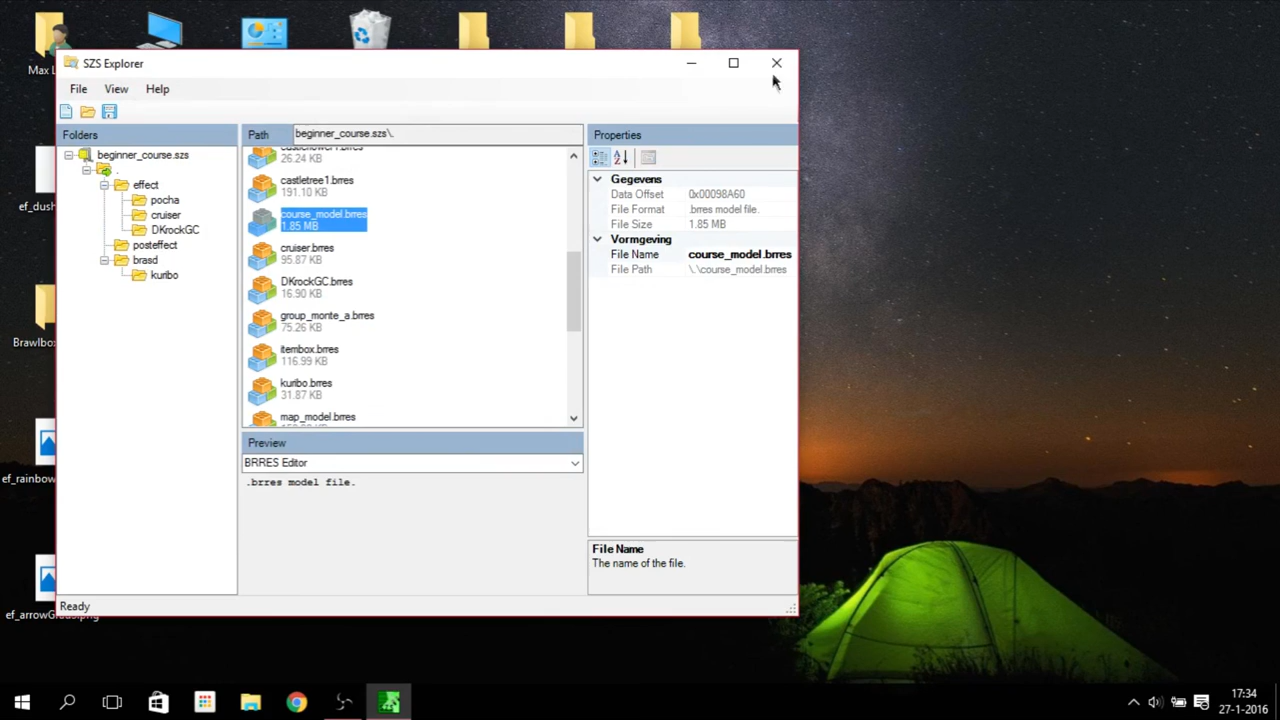 Max L
SZS Explorer
File View Help
Folders
beginner_course.szs
.
effect
pocha
cruiser
DKrockGC
posteffect
brasd
kuribo
Path beginner_course.szs\.
26.24 KB
castletree1.brres
191.10 KB
course_model.brres
1.85 MB
cruiser.brres
95.87 KB
DKrockGC.brres
16.90 KB
group_monte_a.brres
75.26 KB
itembox.brres
116.99 KB
kuribo.brres
31.87 KB
map_model.brres
Preview
BRRES Editor
.brres model file.
Properties
Gegevens
Data Offset 0x00098A60
File Format .brres model file.
File Size 1.85 MB
Vormgeving
File Name course_model.brres
File Path \.\course_model.brres
File Name
The name of the file.
Ready
ef_dush
Brawlbox
ef_rainbow
17:34
27-1-2016